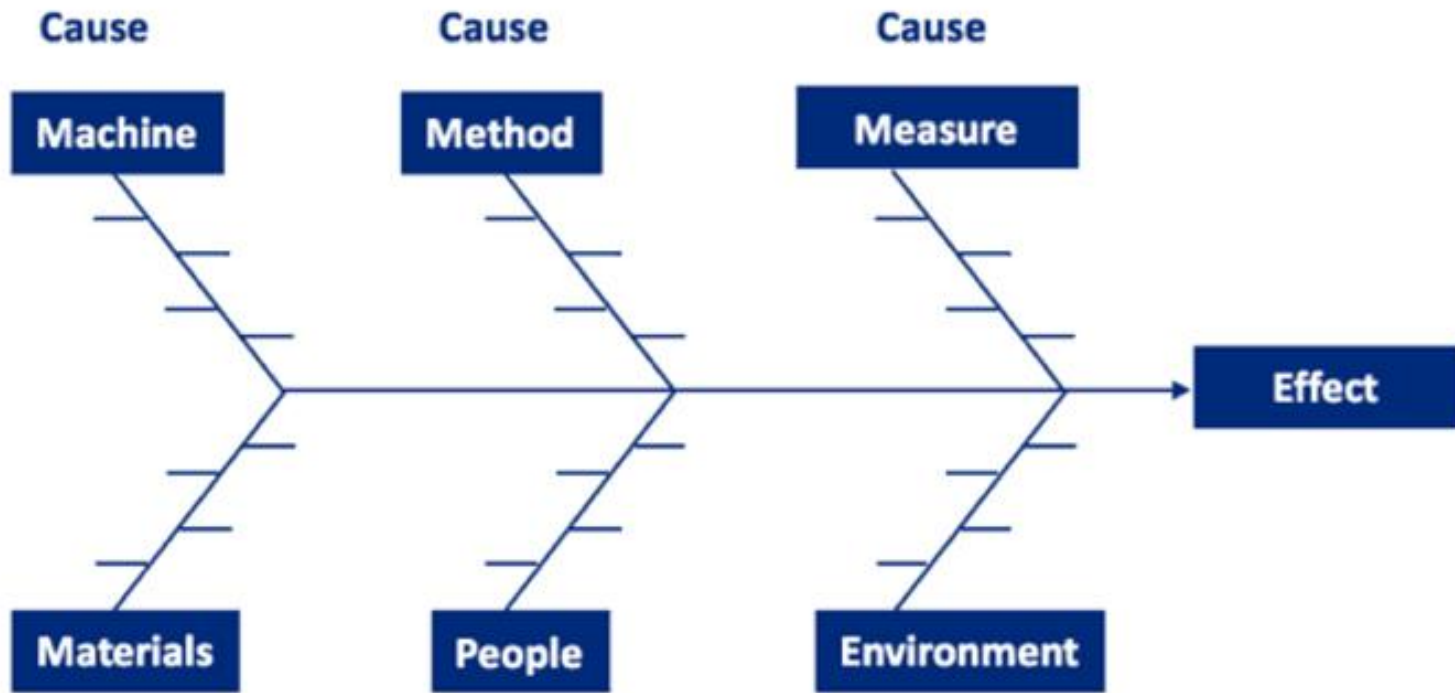 Cause
Cause
Cause
Machine
Method
Measure
Effect
Materials
People
Environment